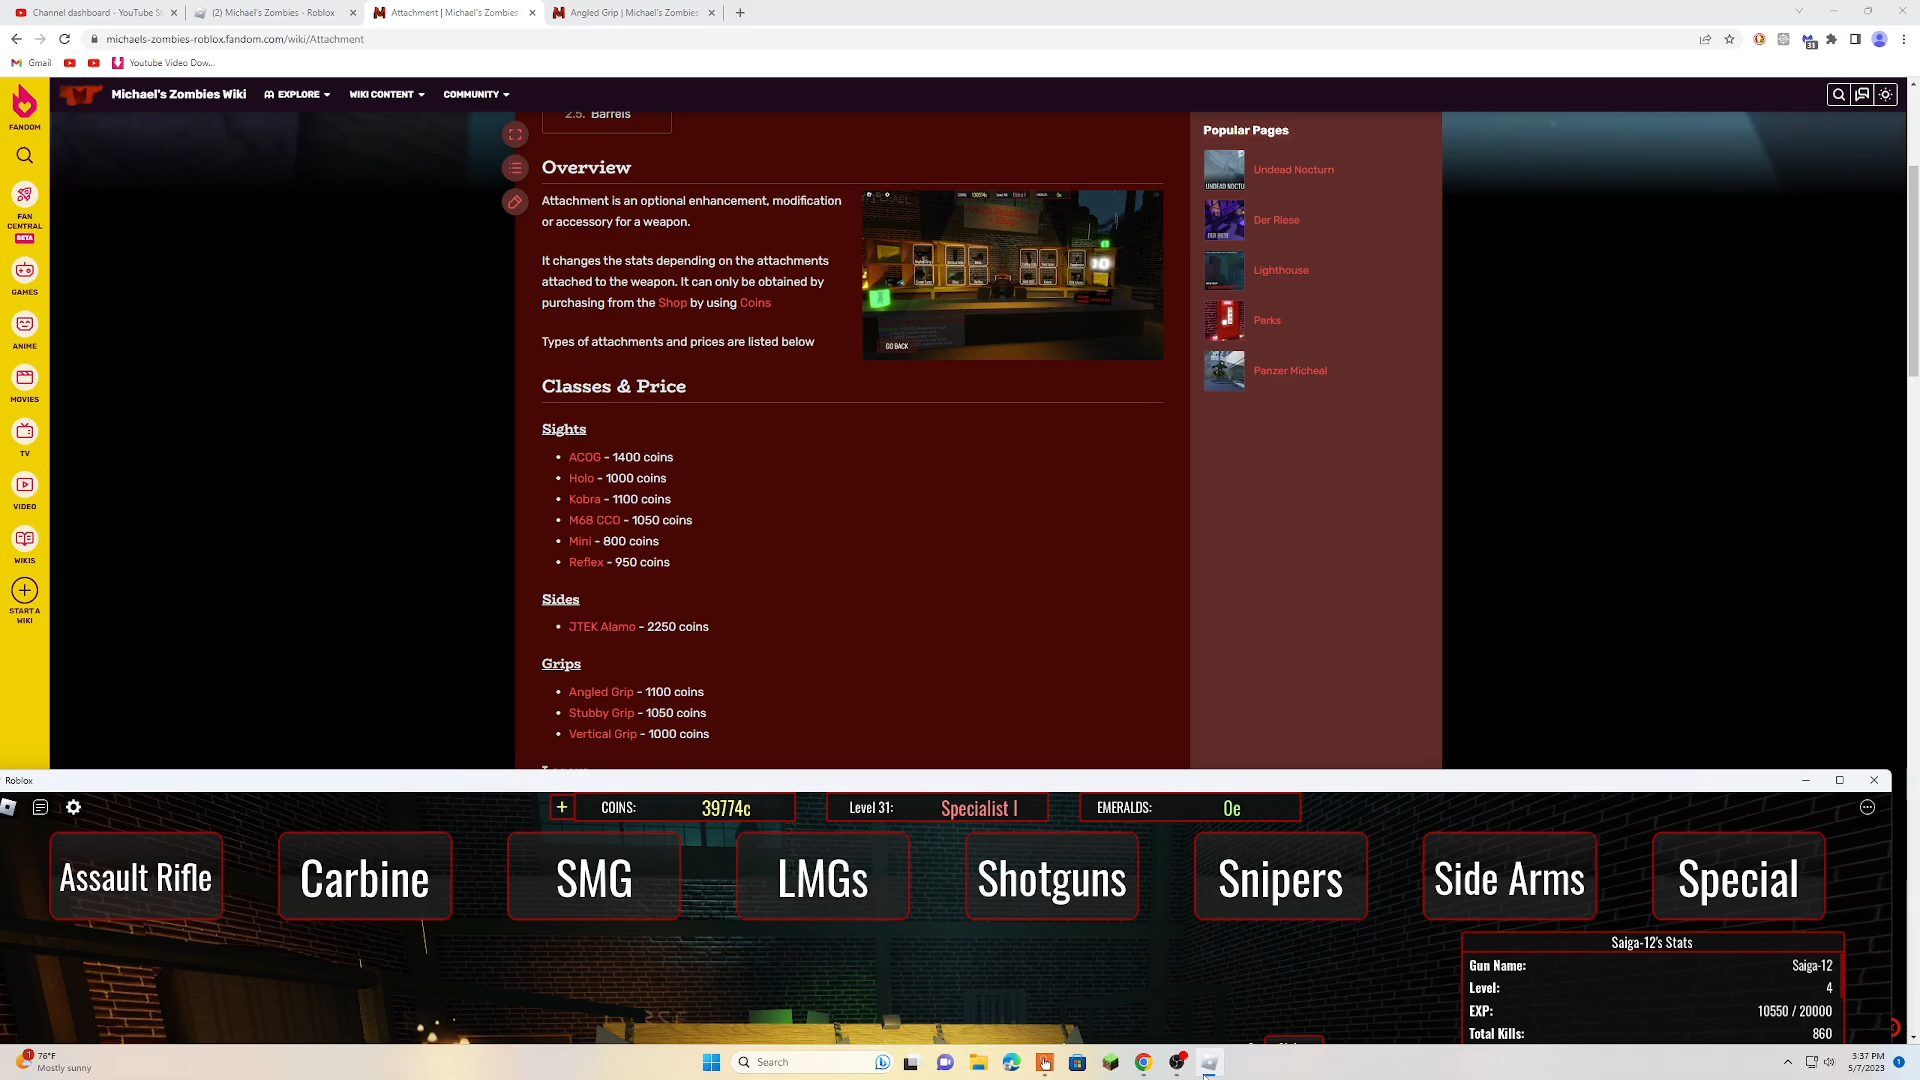 Channel dashboard - YouTube St
(2) Michael's Zombies - Roblox
Attachment | Michael's Zombies
Angled Grip | Michael's Zombies
michaels-zombies-roblox.fandom.com/wiki/Attachment
31
Gmail
Youtube Video Dow...
FANDOM
FAN CENTRAL
BETA
GAMES
ANIME
MOVIES
TV
VIDEO
WIKIS
START A WIKI
Michael's Zombies Wiki
EXPLORE
WIKI CONTENT
COMMUNITY
2.5. Barrels
Overview
Attachment is an optional enhancement, modification
or accessory for a weapon.
It changes the stats depending on the attachments
attached to the weapon. It can only be obtained by
purchasing from the Shop by using Coins
Types of attachments and prices are listed below
GO BACK
Classes & Price
Sights
• ACOG - 1400 coins
• Holo - 1000 coins
• Kobra - 1100 coins
• M68 CCO - 1050 coins
• Mini - 800 coins
• Reflex - 950 coins
Sides
• JTEK Alamo - 2250 coins
Grips
• Angled Grip - 1100 coins
• Stubby Grip - 1050 coins
• Vertical Grip - 1000 coins
Popular Pages
Undead Nocturn
Der Riese
Lighthouse
Perks
Panzer Micheal
Roblox
+ COINS: 39774c
Level 31: Specialist I
EMERALDS: 0e
Assault Rifle
Carbine
SMG
LMGs
Shotguns
Snipers
Side Arms
Special
Saiga-12's Stats
Gun Name: Saiga-12
Level: 4
EXP: 10550 / 20000
Total Kills: 860
1
76°F
Mostly sunny
Search
3:37 PM
5/7/2023
1